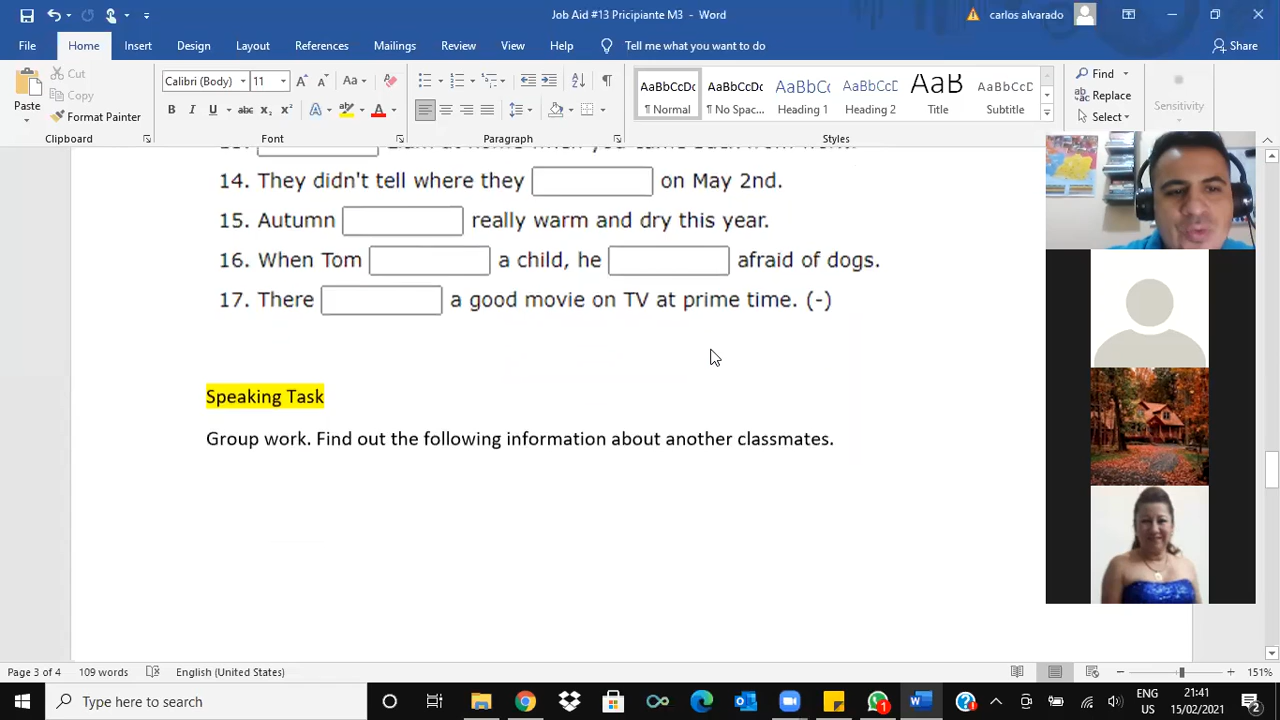 Job Aid #13 Pricipiante M3 - Word
carlos alvarado
File Home Insert Design Layout References Mailings Review View Help Tell me what you want to do Share
Paste
Cut
Copy
Format Painter
Clipboard
Calibri (Body) 11
Font
Paragraph
AaBbCcDc AaBbCcDc AaBbCc AaBbCcD AaB AaBbCcD
¶ Normal ¶ No Spac... Heading 1 Heading 2 Title Subtitle
Styles
Find
Replace
Select
Sensitivity
14. They didn't tell where they on May 2nd.
15. Autumn really warm and dry this year.
16. When Tom a child, he afraid of dogs.
17. There a good movie on TV at prime time. (-)
Speaking Task
Group work. Find out the following information about another classmates.
Page 3 of 4 109 words English (United States) 151%
Type here to search
ENG
US
21:41
15/02/2021